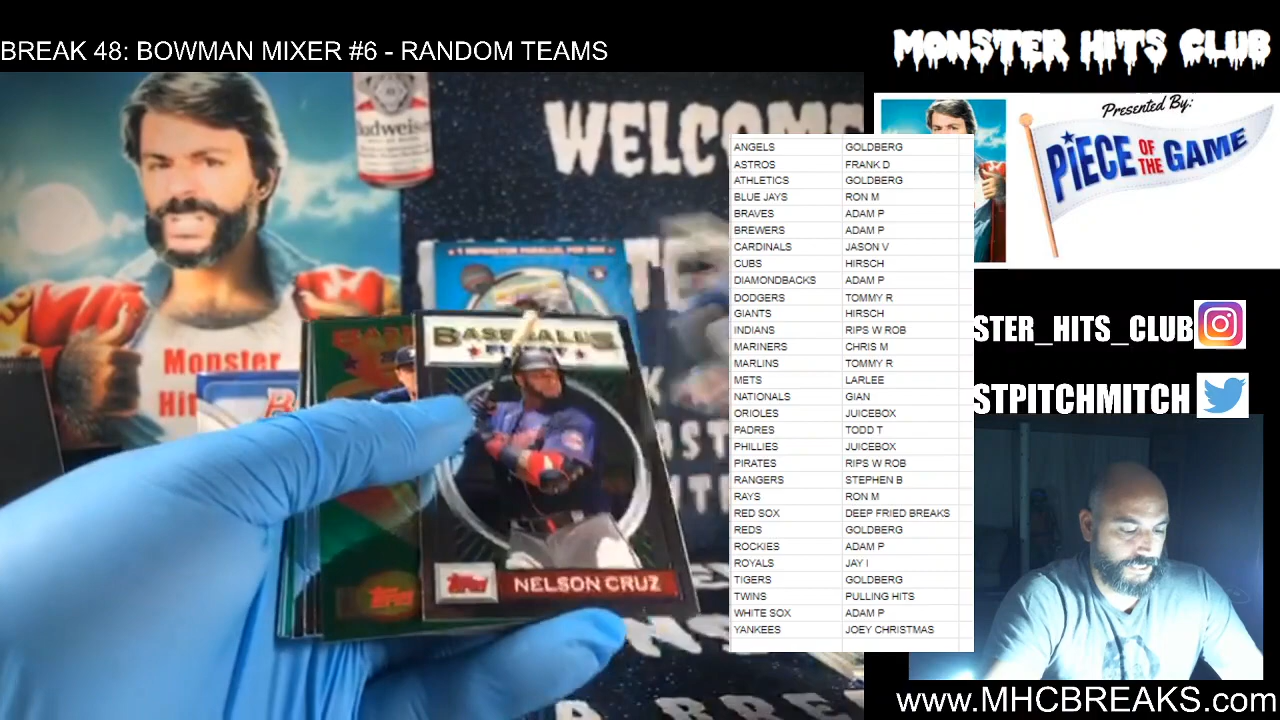 BREAK 48: BOWMAN MIXER #6 - RANDOM TEAMS
MONSTER HITS CLUB
Presented By:
PIECE OF THE GAME
Budweiser
WELCOME
Monster
Hit
NELSON CRUZ
ANGELS GOLDBERG
ASTROS FRANK D
ATHLETICS GOLDBERG
BLUE JAYS RON M
BRAVES ADAM P
BREWERS ADAM P
CARDINALS JASON V
CUBS HIRSCH
DIAMONDBACKS ADAM P
DODGERS TOMMY R
GIANTS HIRSCH
INDIANS RIPS W ROB
MARINERS CHRIS M
MARLINS TOMMY R
METS LARLEE
NATIONALS GIAN
ORIOLES JUICEBOX
PADRES TODD T
PHILLIES JUICEBOX
PIRATES RIPS W ROB
RANGERS STEPHEN B
RAYS RON M
RED SOX DEEP FRIED BREAKS
REDS GOLDBERG
ROCKIES ADAM P
ROYALS JAY I
TIGERS GOLDBERG
TWINS PULLING HITS
WHITE SOX ADAM P
YANKEES JOEY CHRISTMAS
STER_HITS_CLUB
STPITCHMITCH
www.MHCBREAKS.com